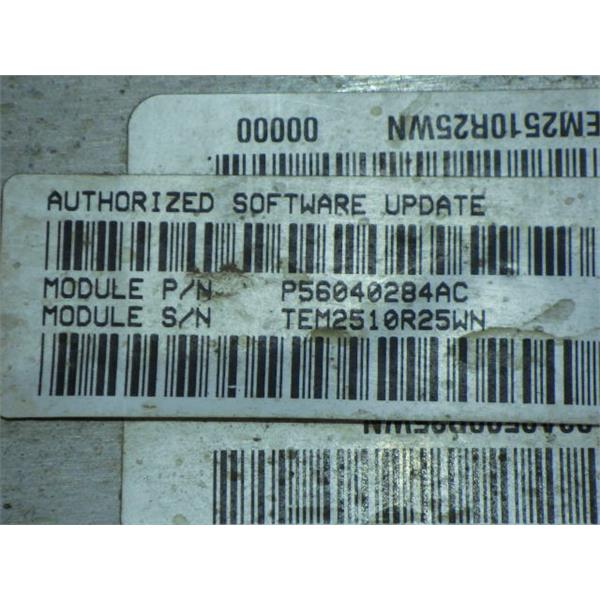 EM2510R25WN
00000
AUTHORIZED SOFTWARE UPDATE
MODULE P/N P56040284AC
MODULE S/N TEM2510R25WN